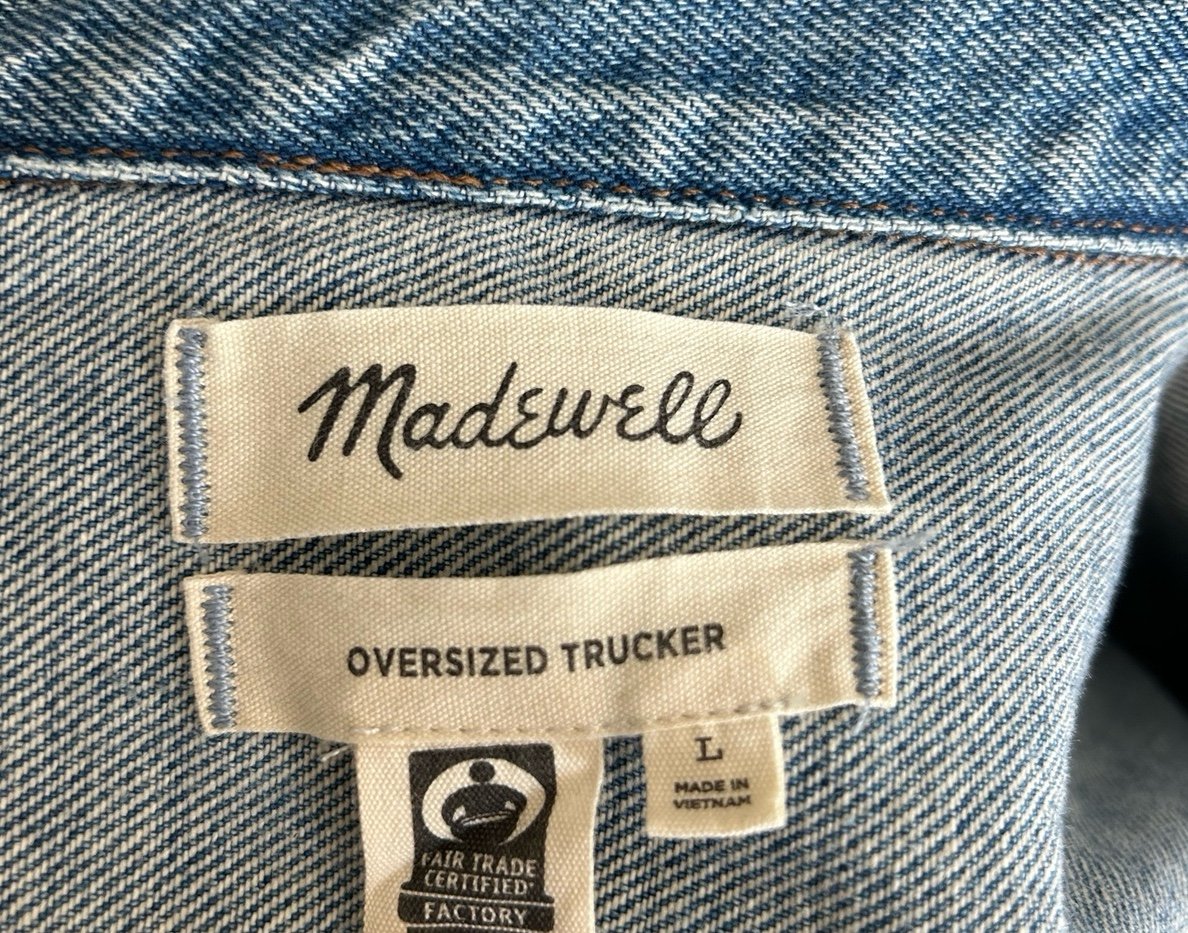 Madewell
OVERSIZED TRUCKER
L
MADE IN
VIETNAM
FAIR TRADE
CERTIFIED
FACTORY